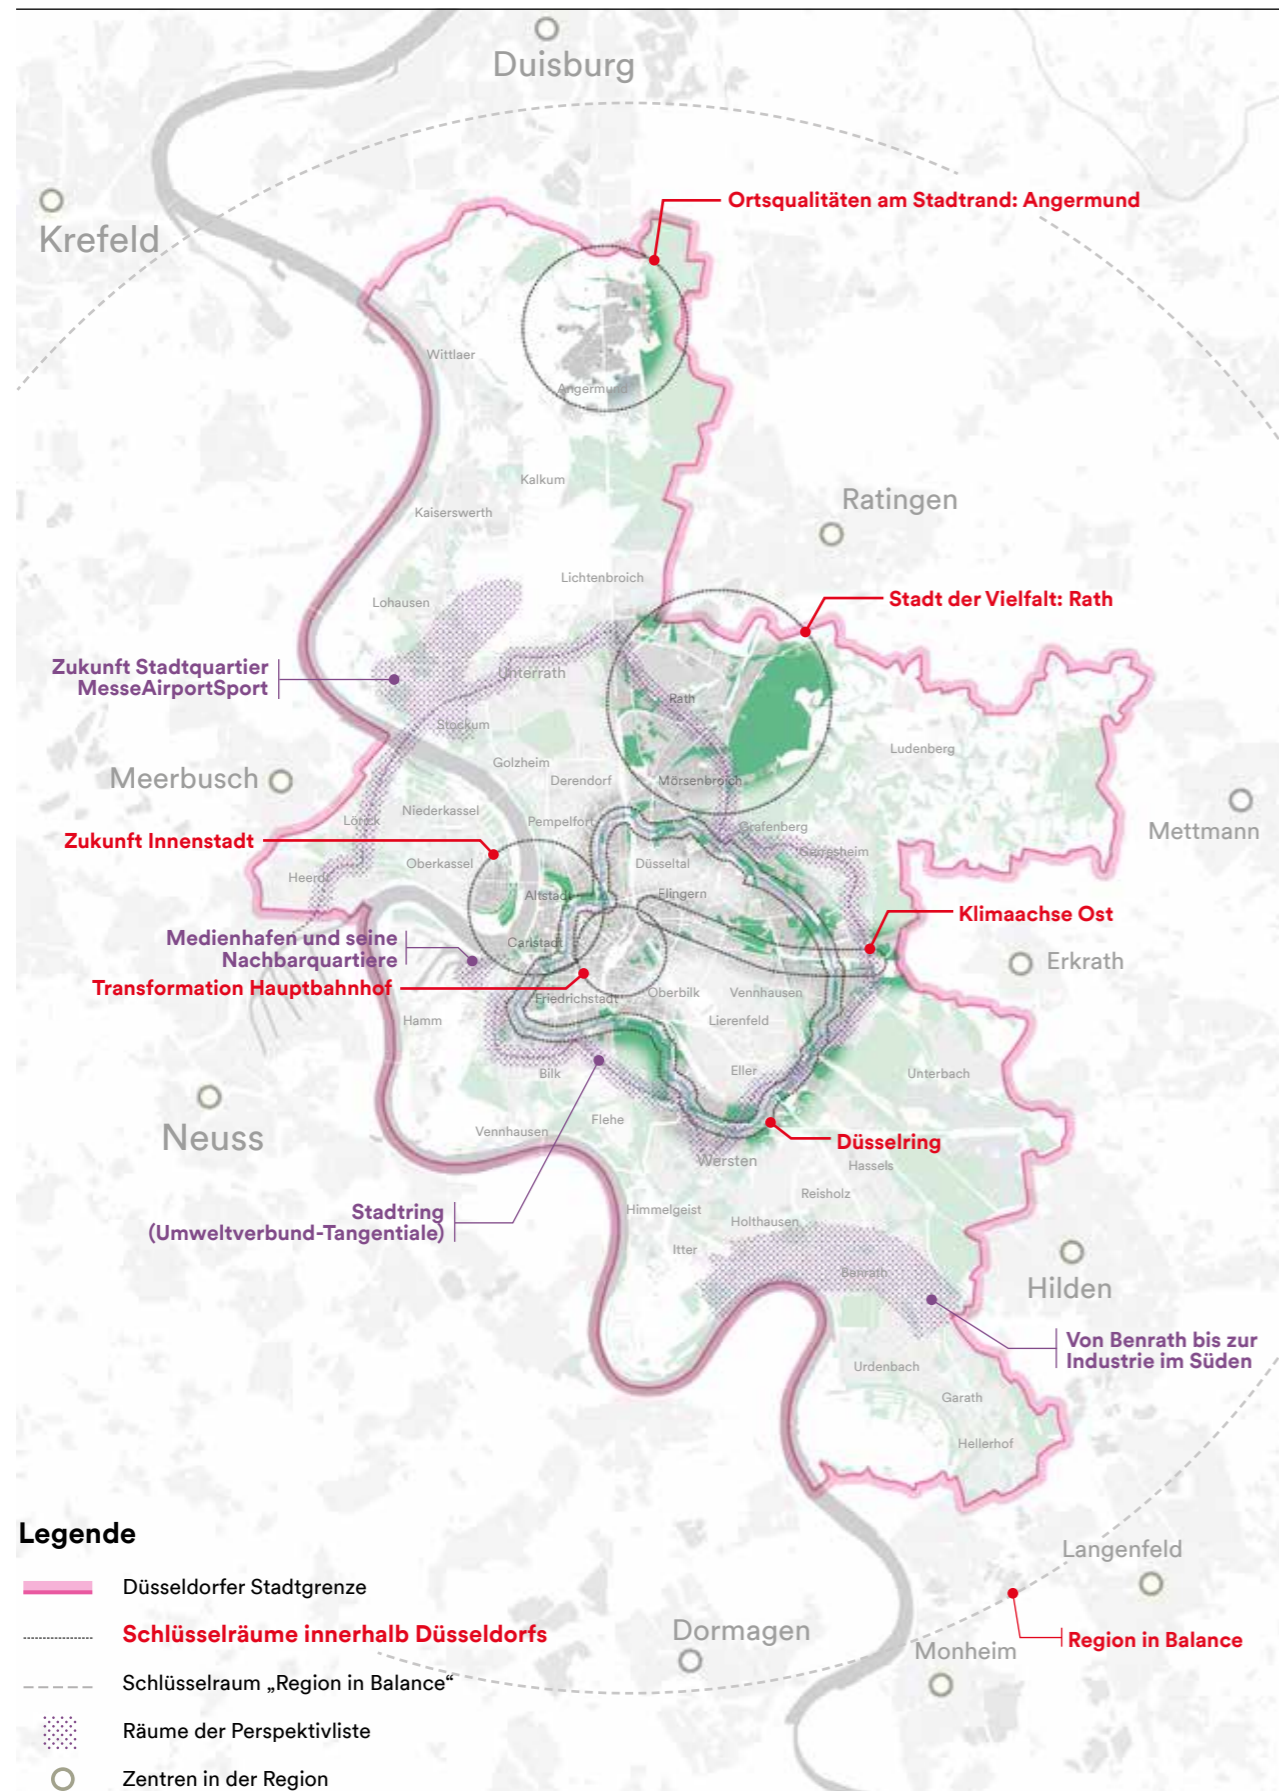 Duisburg
Krefeld
Ortsqualitäten am Stadtrand: Angermund
Wittlaer
Angermund
Kalkum
Kaiserswerth
Ratingen
Lichtenbroich
Lohausen
Stadt der Vielfalt: Rath
Zukunft Stadtquartier
MesseAirportSport
Unterrath
Rath
Stockum
Ludenberg
Golzheim
Meerbusch
Derendorf
Mörsenbroich
Niederkassel
Lörick
Pempelfort
Grafenberg
Mettmann
Zukunft Innenstadt
Gerresheim
Oberkassel
Düsseltal
Heerdt
Altstadt
Flingern
Klimaachse Ost
Medienhafen und seine
Nachbarquartiere
Carlstadt
Erkrath
Transformation Hauptbahnhof
Friedrichstadt
Oberbilk
Vennhausen
Hamm
Lierenfeld
Bilk
Eller
Unterbach
Neuss
Flehe
Vennhausen
Düsselring
Wersten
Hassels
Reisholz
Stadtring
(Umweltverbund-Tangentiale)
Himmelgeist
Holthausen
Itter
Benrath
Hilden
Von Benrath bis zur
Industrie im Süden
Urdenbach
Garath
Hellerhof
Legende
Düsseldorfer Stadtgrenze
Schlüsselräume innerhalb Düsseldorfs
Schlüsselraum „Region in Balance“
Räume der Perspektivliste
Zentren in der Region
Langenfeld
Dormagen
Monheim
Region in Balance